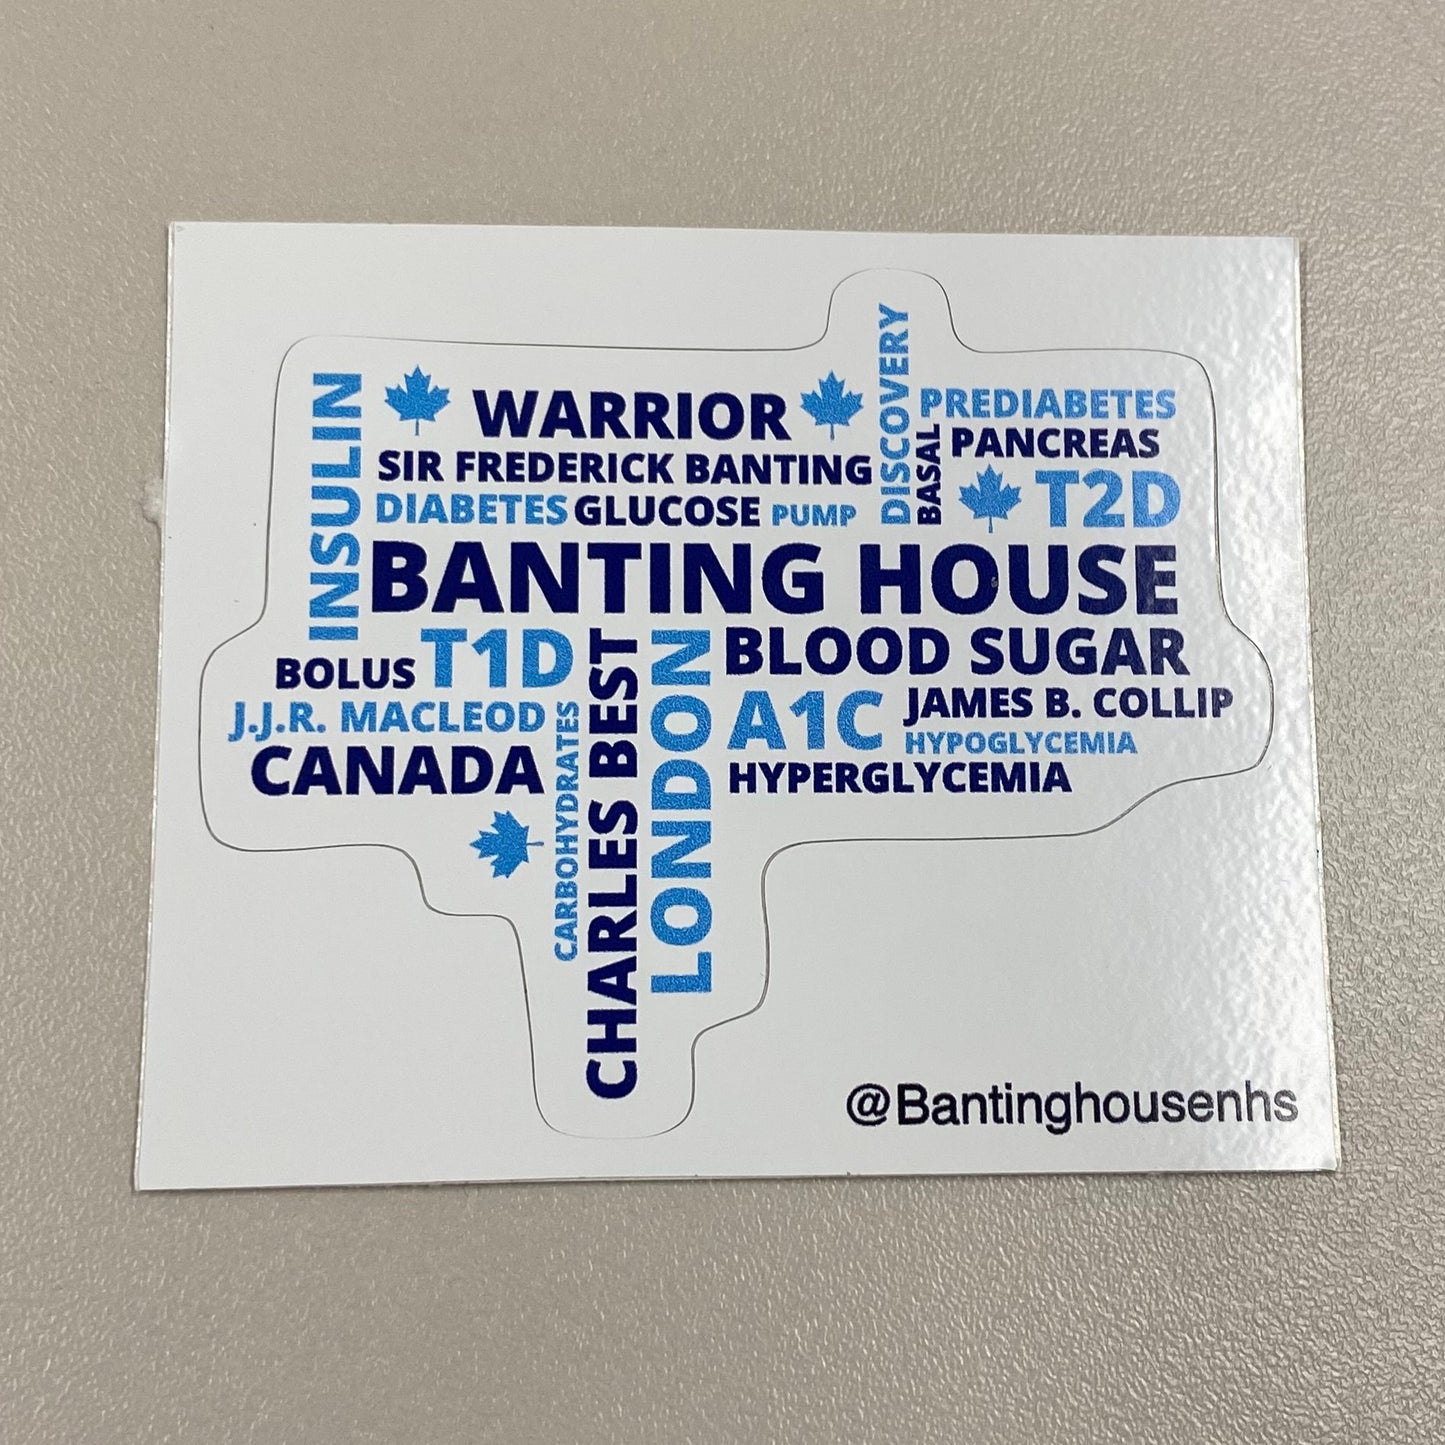 INSULIN
WARRIOR
SIR FREDERICK BANTING
DIABETES GLUCOSE PUMP
DISCOVERY
BASAL
PREDIABETES
PANCREAS
T2D
BANTING HOUSE
BOLUS T1D
J.J.R. MACLEOD
CANADA
CARBOHYDRATES
CHARLES BEST
LONDON
BLOOD SUGAR
A1C
JAMES B. COLLIP
HYPOGLYCEMIA
HYPERGLYCEMIA
@Bantinghousenhs